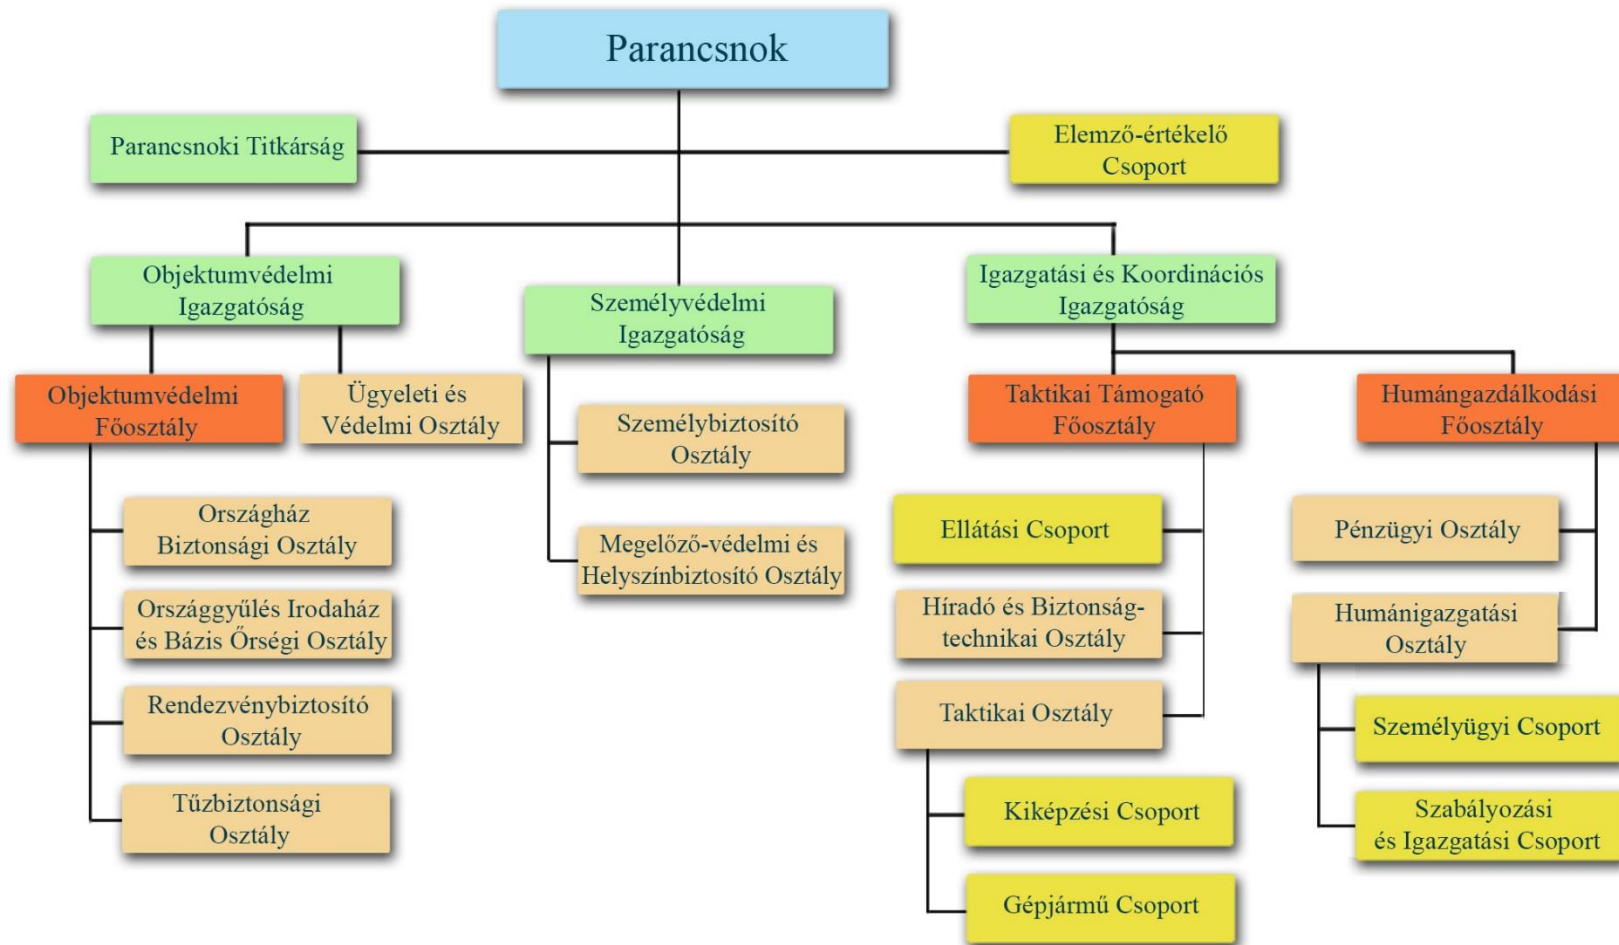 Parancsnok
Parancsnoki Titkárság
Elemző-értékelő
Csoport
Objektumvédelmi
Igazgatóság
Személyvédelmi
Igazgatóság
Igazgatási és Koordinációs
Igazgatóság
Objektumvédelmi
Főosztály
Ügyeleti és
Védelmi Osztály
Taktikai Támogató
Főosztály
Humángazdálkodási
Főosztály
Országház
Biztonsági Osztály
Országgyűlés Irodaház
és Bázis Őrségi Osztály
Rendezvénybiztosító
Osztály
Tűzbiztonsági
Osztály
Személybiztosító
Osztály
Megelőző-védelmi és
Helyszínbiztosító Osztály
Ellátási Csoport
Híradó és Biztonság-
technikai Osztály
Taktikai Osztály
Kiképzési Csoport
Gépjármű Csoport
Pénzügyi Osztály
Humánigazgatási
Osztály
Személyügyi Csoport
Szabályozási
és Igazgatási Csoport